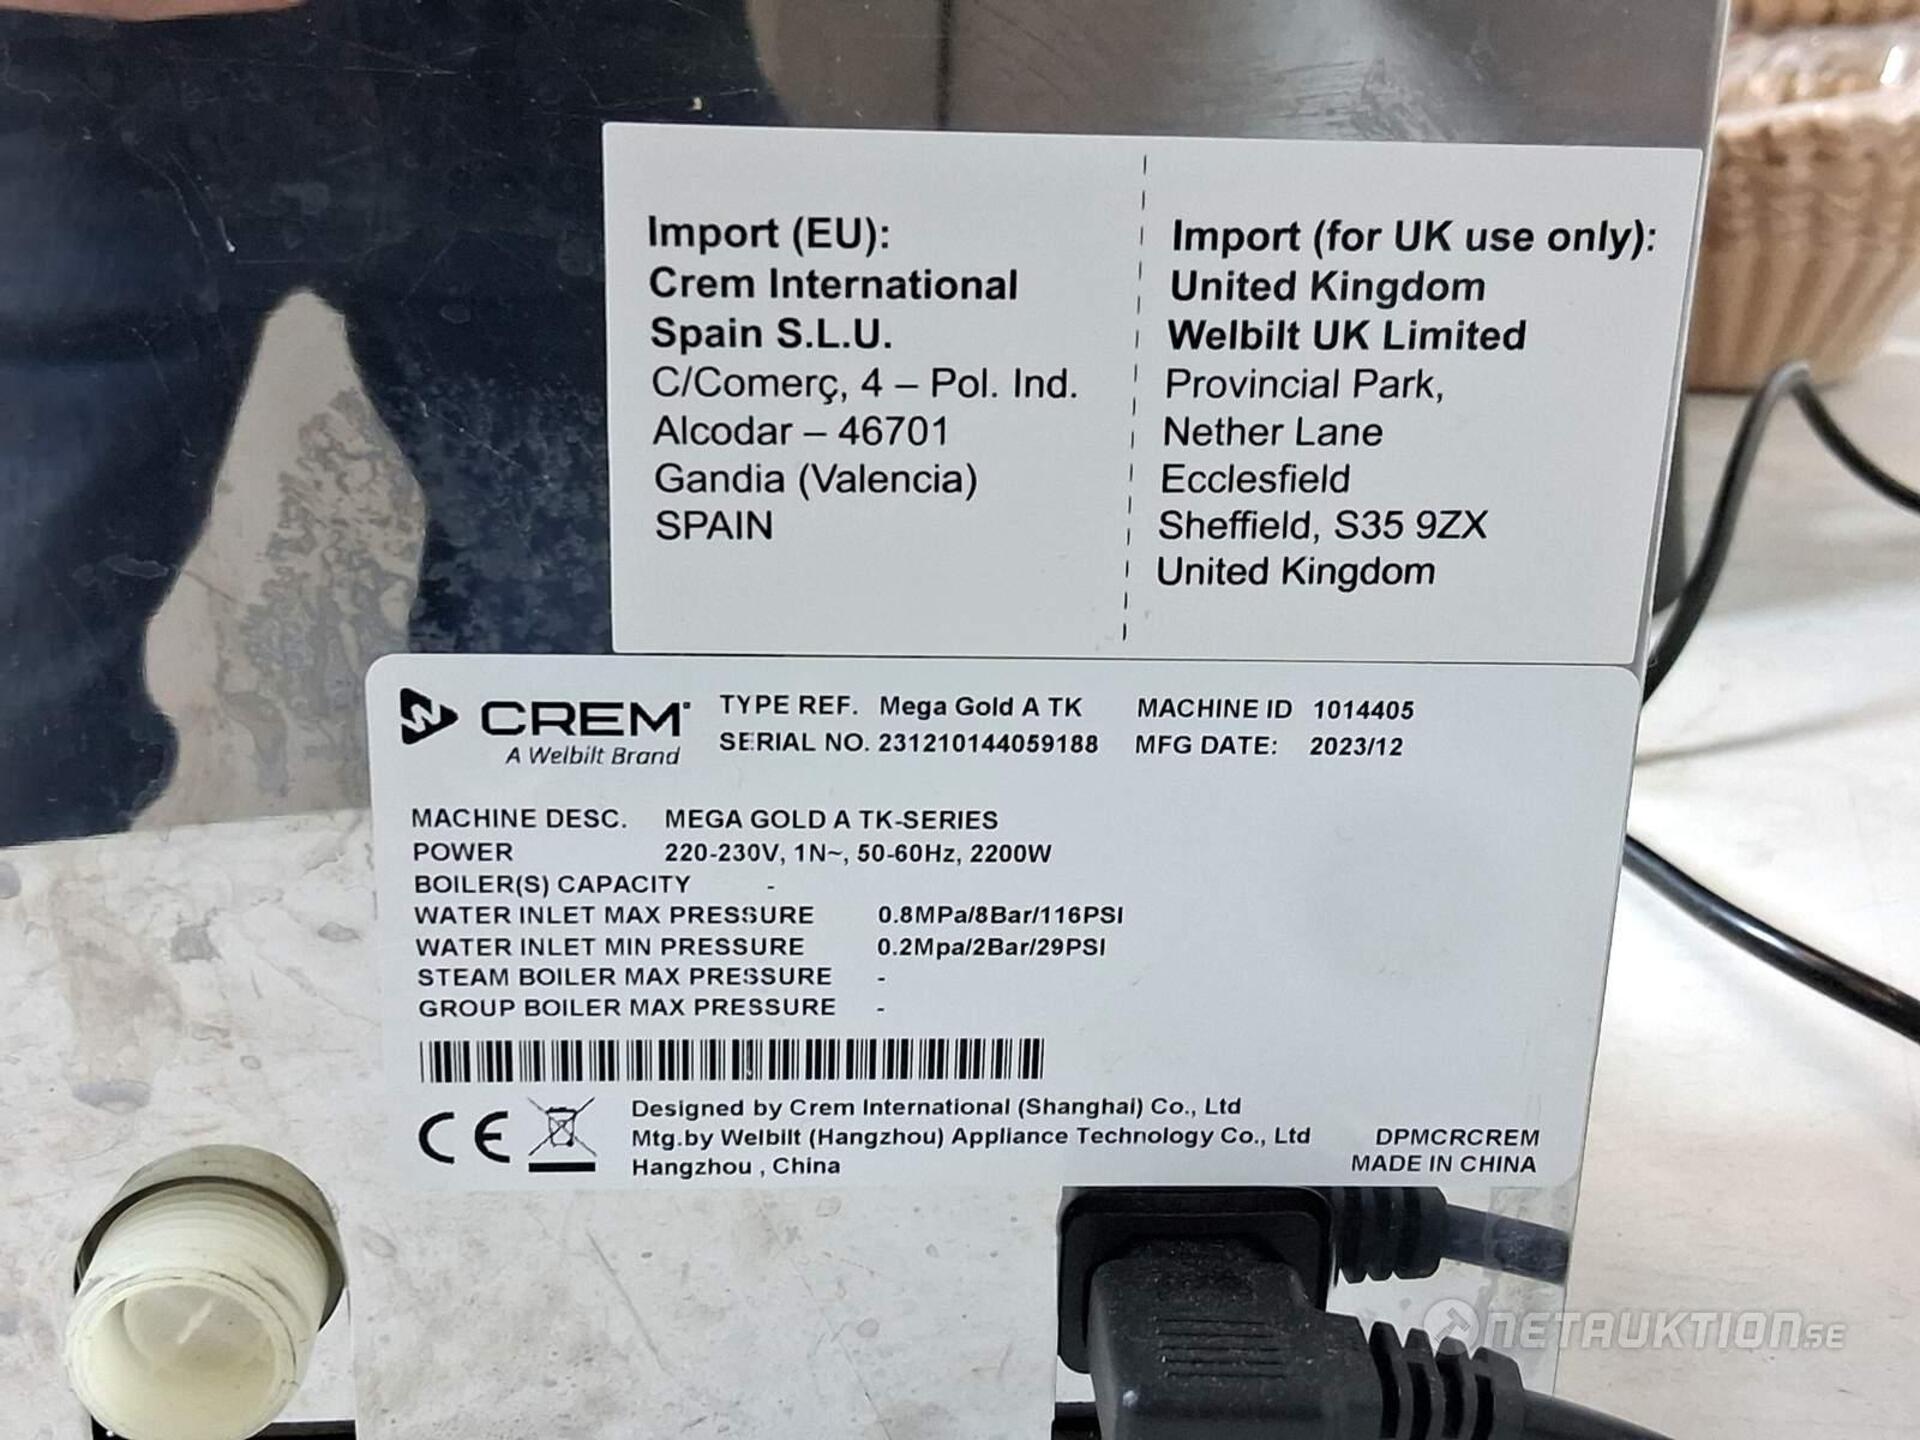 Import (EU):
Crem International
Spain S.L.U.
C/Comerç, 4 – Pol. Ind.
Alcodar – 46701
Gandia (Valencia)
SPAIN
Import (for UK use only):
United Kingdom
Welbilt UK Limited
Provincial Park,
Nether Lane
Ecclesfield
Sheffield, S35 9ZX
United Kingdom
CREM
A Welbilt Brand
TYPE REF. Mega Gold A TK MACHINE ID 1014405
SERIAL NO. 231210144059188 MFG DATE: 2023/12
MACHINE DESC. MEGA GOLD A TK-SERIES
POWER 220-230V, 1N~, 50-60Hz, 2200W
BOILER(S) CAPACITY -
WATER INLET MAX PRESSURE 0.8MPa/8Bar/116PSI
WATER INLET MIN PRESSURE 0.2Mpa/2Bar/29PSI
STEAM BOILER MAX PRESSURE -
GROUP BOILER MAX PRESSURE -
CE
Designed by Crem International (Shanghai) Co., Ltd
Mtg.by Welbilt (Hangzhou) Appliance Technology Co., Ltd
Hangzhou , China
DPMCRCREM
MADE IN CHINA
NETAUKTION.SE